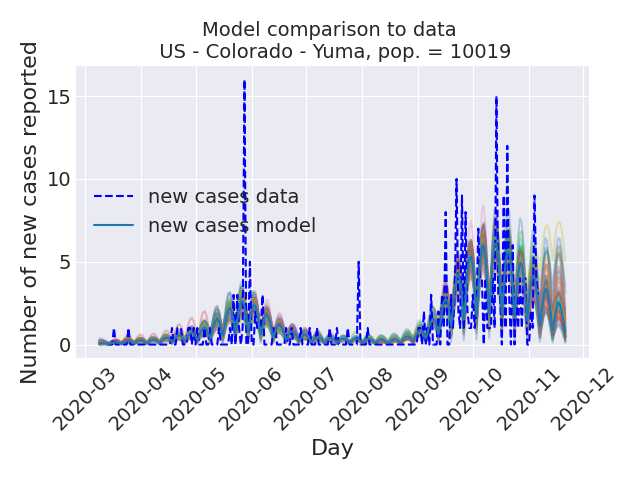 Model comparison to data
US - Colorado - Yuma, pop. = 10019
Number of new cases reported
15
10
5
0
new cases data
new cases model
2020-03
2020-04
2020-05
2020-06
2020-07
2020-08
2020-09
2020-10
2020-11
2020-12
Day